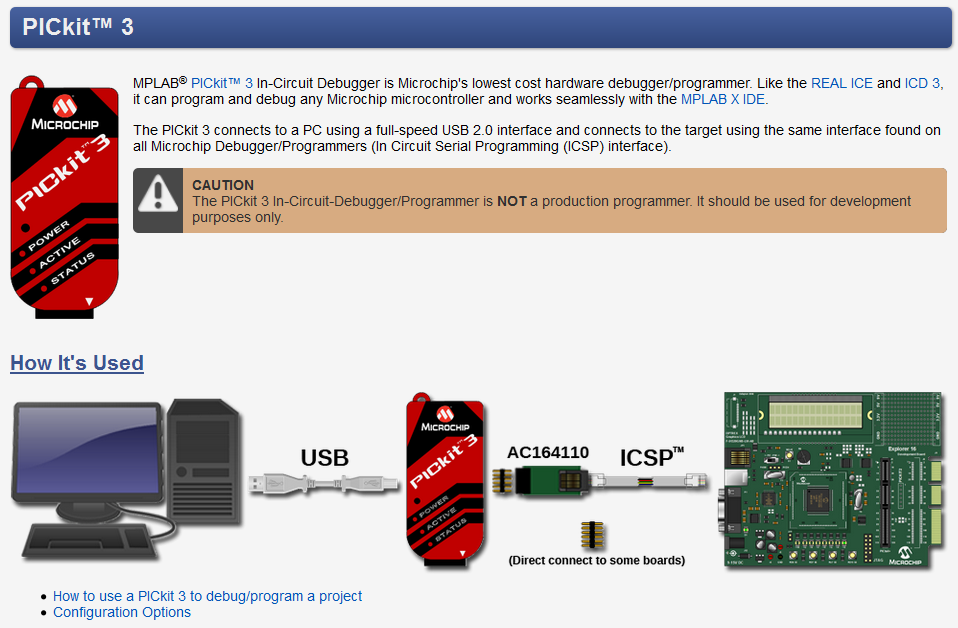 PICkit™ 3
MPLAB® PICkit™ 3 In-Circuit Debugger is Microchip's lowest cost hardware debugger/programmer. Like the REAL ICE and ICD 3,
it can program and debug any Microchip microcontroller and works seamlessly with the MPLAB X IDE.
The PICkit 3 connects to a PC using a full-speed USB 2.0 interface and connects to the target using the same interface found on
all Microchip Debugger/Programmers (In Circuit Serial Programming (ICSP) interface).
MICROCHIP
PICkit™ 3
POWER
ACTIVE
STATUS
CAUTION
The PICkit 3 In-Circuit-Debugger/Programmer is NOT a production programmer. It should be used for development
purposes only.
How It's Used
USB
MICROCHIP
PICkit™ 3
POWER
ACTIVE
STATUS
AC164110
ICSP™
(Direct connect to some boards)
Explorer 16
MICROCHIP
How to use a PICkit 3 to debug/program a project
Configuration Options